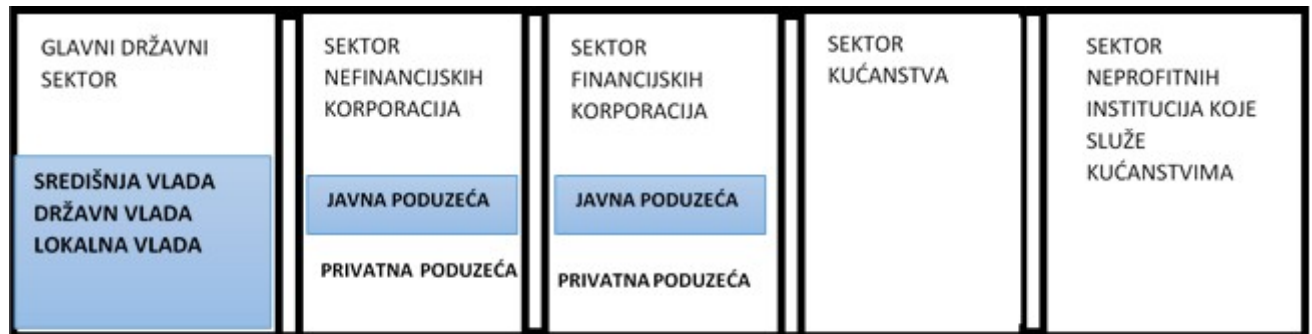 GLAVNI DRŽAVNI
SEKTOR
SREDIŠNJA VLADA
DRŽAVN VLADA
LOKALNA VLADA
SEKTOR
NEFINANCIJSKIH
KORPORACIJA
JAVNA PODUZEĆA
PRIVATNA PODUZEĆA
SEKTOR
FINANCIJSKIH
KORPORACIJA
JAVNA PODUZEĆA
PRIVATNA PODUZEĆA
SEKTOR
KUĆANSTVA
SEKTOR
NEPROFITNIH
INSTITUCIJA KOJE
SLUŽE
KUĆANSTVIMA